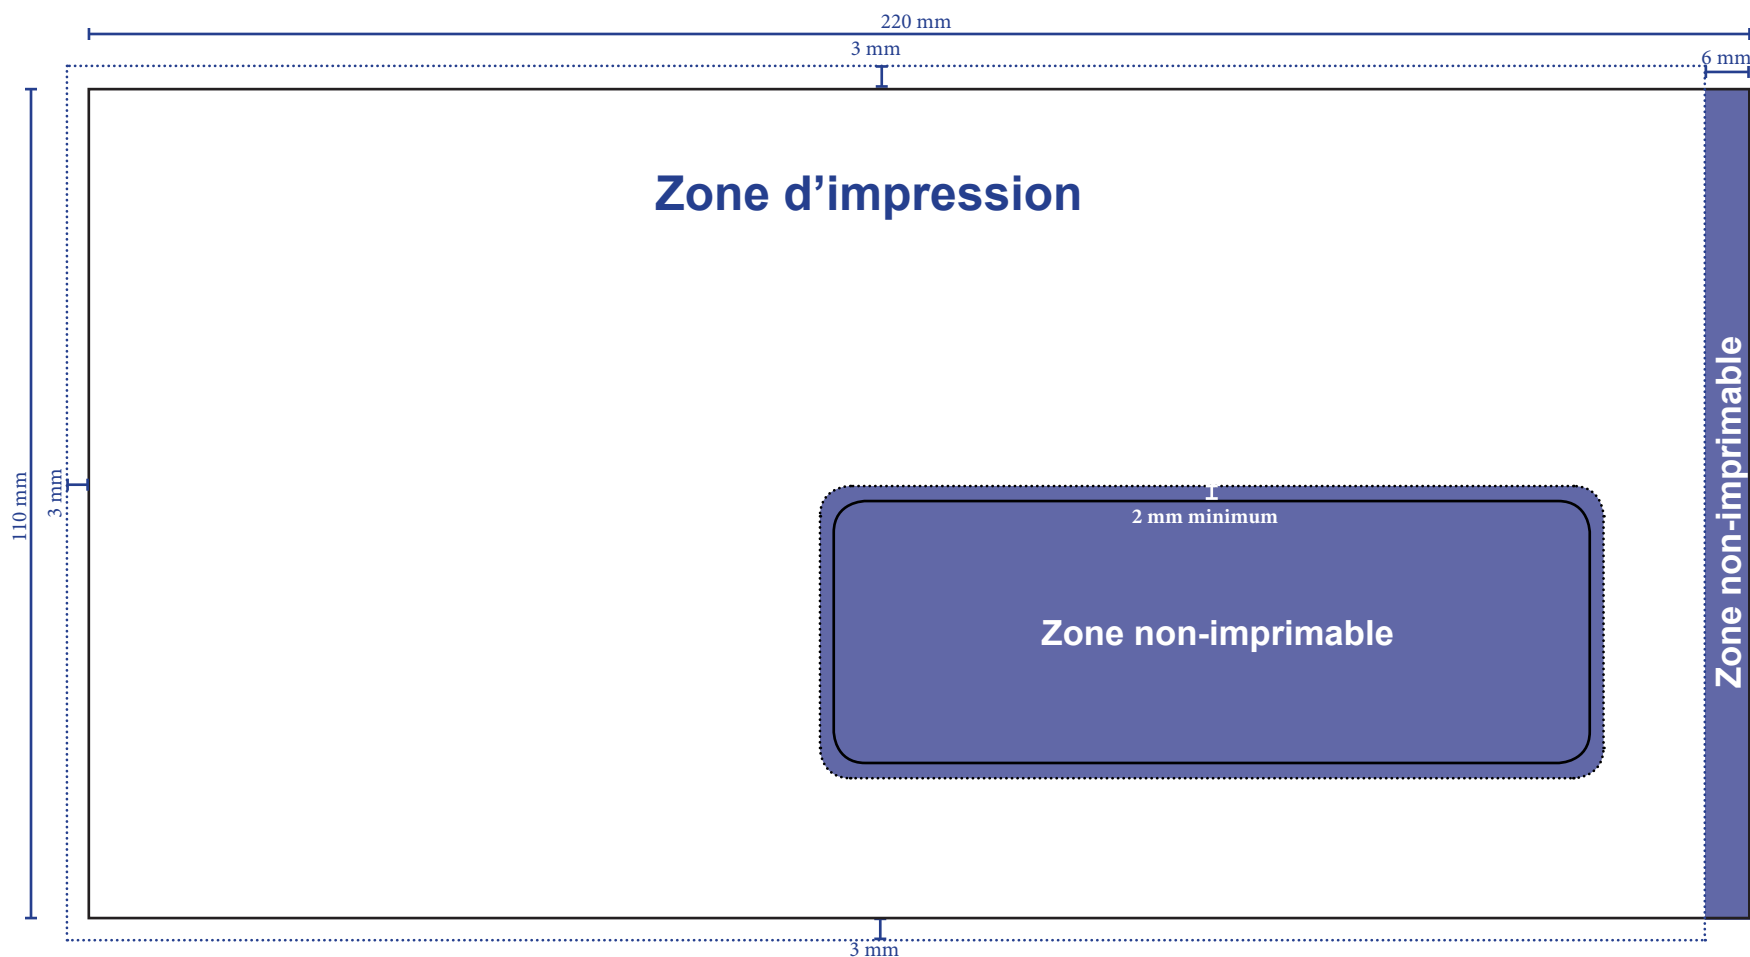 220 mm
3 mm
6 mm
Zone d’impression
110 mm
3 mm
2 mm minimum
Zone non-imprimable
Zone non-imprimable
3 mm